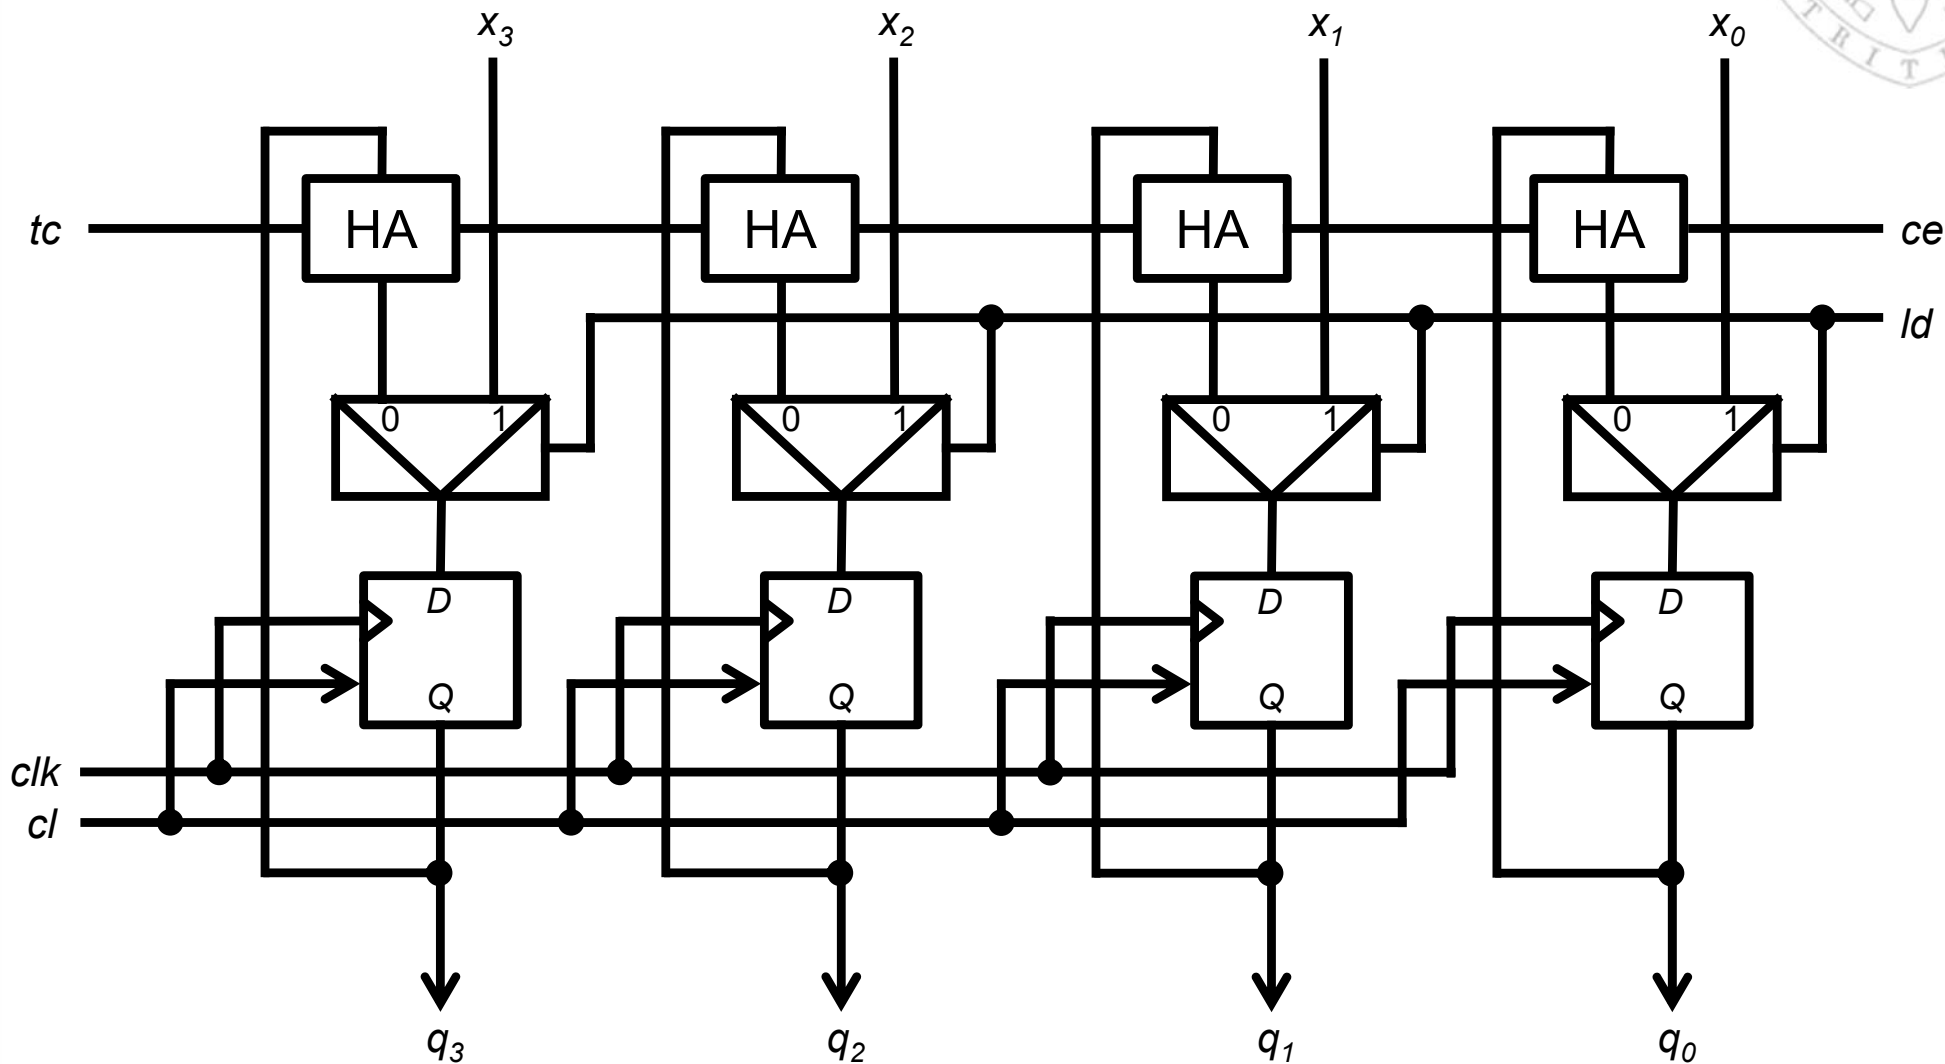 x3 x2 x1 x0
tc HA HA HA HA ce
ld
0 1 0 1 0 1 0 1
D D D D
Q Q Q Q
clk
cl
q3 q2 q1 q0